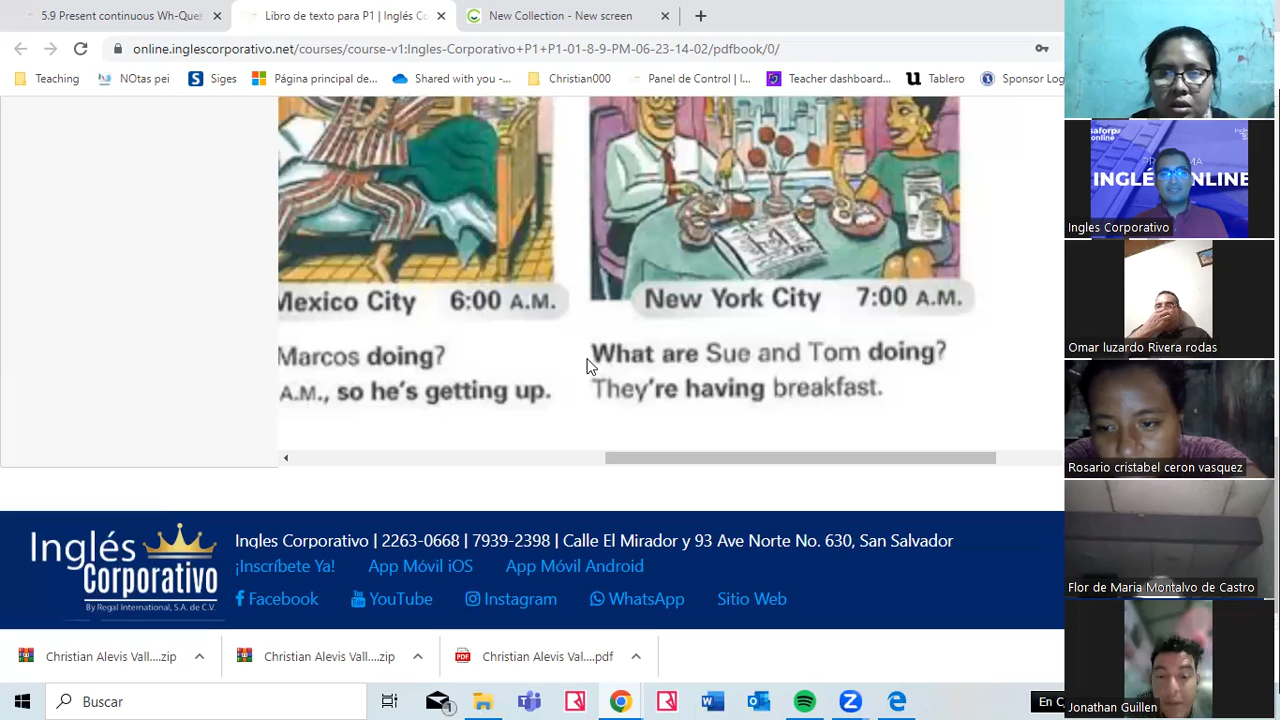 5.9 Present continuous Wh-Ques
Libro de texto para P1 | Inglés Co
New Collection - New screen
online.inglescorporativo.net/courses/course-v1:Ingles-Corporativo+P1+P1-01-8-9-PM-06-23-14-02/pdfbook/0/
Teaching
NOtas pei
Siges
Página principal de...
Shared with you -...
Christian000
Panel de Control | I...
Teacher dashboard...
Tablero
Sponsor Log
INGLÉS ONLINE
Ingles Corporativo
Omar luzardo Rivera rodas
Rosario cristabel ceron vasquez
Flor de Maria Montalvo de Castro
Jonathan Guillen
Mexico City 6:00 A.M.
New York City 7:00 A.M.
Marcos doing?
A.M., so he's getting up.
What are Sue and Tom doing?
They're having breakfast.
Inglés
Corporativo
By Regal International, S.A. de C.V.
Ingles Corporativo | 2263-0668 | 7939-2398 | Calle El Mirador y 93 Ave Norte No. 630, San Salvador
¡Inscríbete Ya!
App Móvil iOS
App Móvil Android
Facebook
YouTube
Instagram
WhatsApp
Sitio Web
Christian Alevis Vall....zip
Christian Alevis Vall....zip
Christian Alevis Val....pdf
Buscar
En C